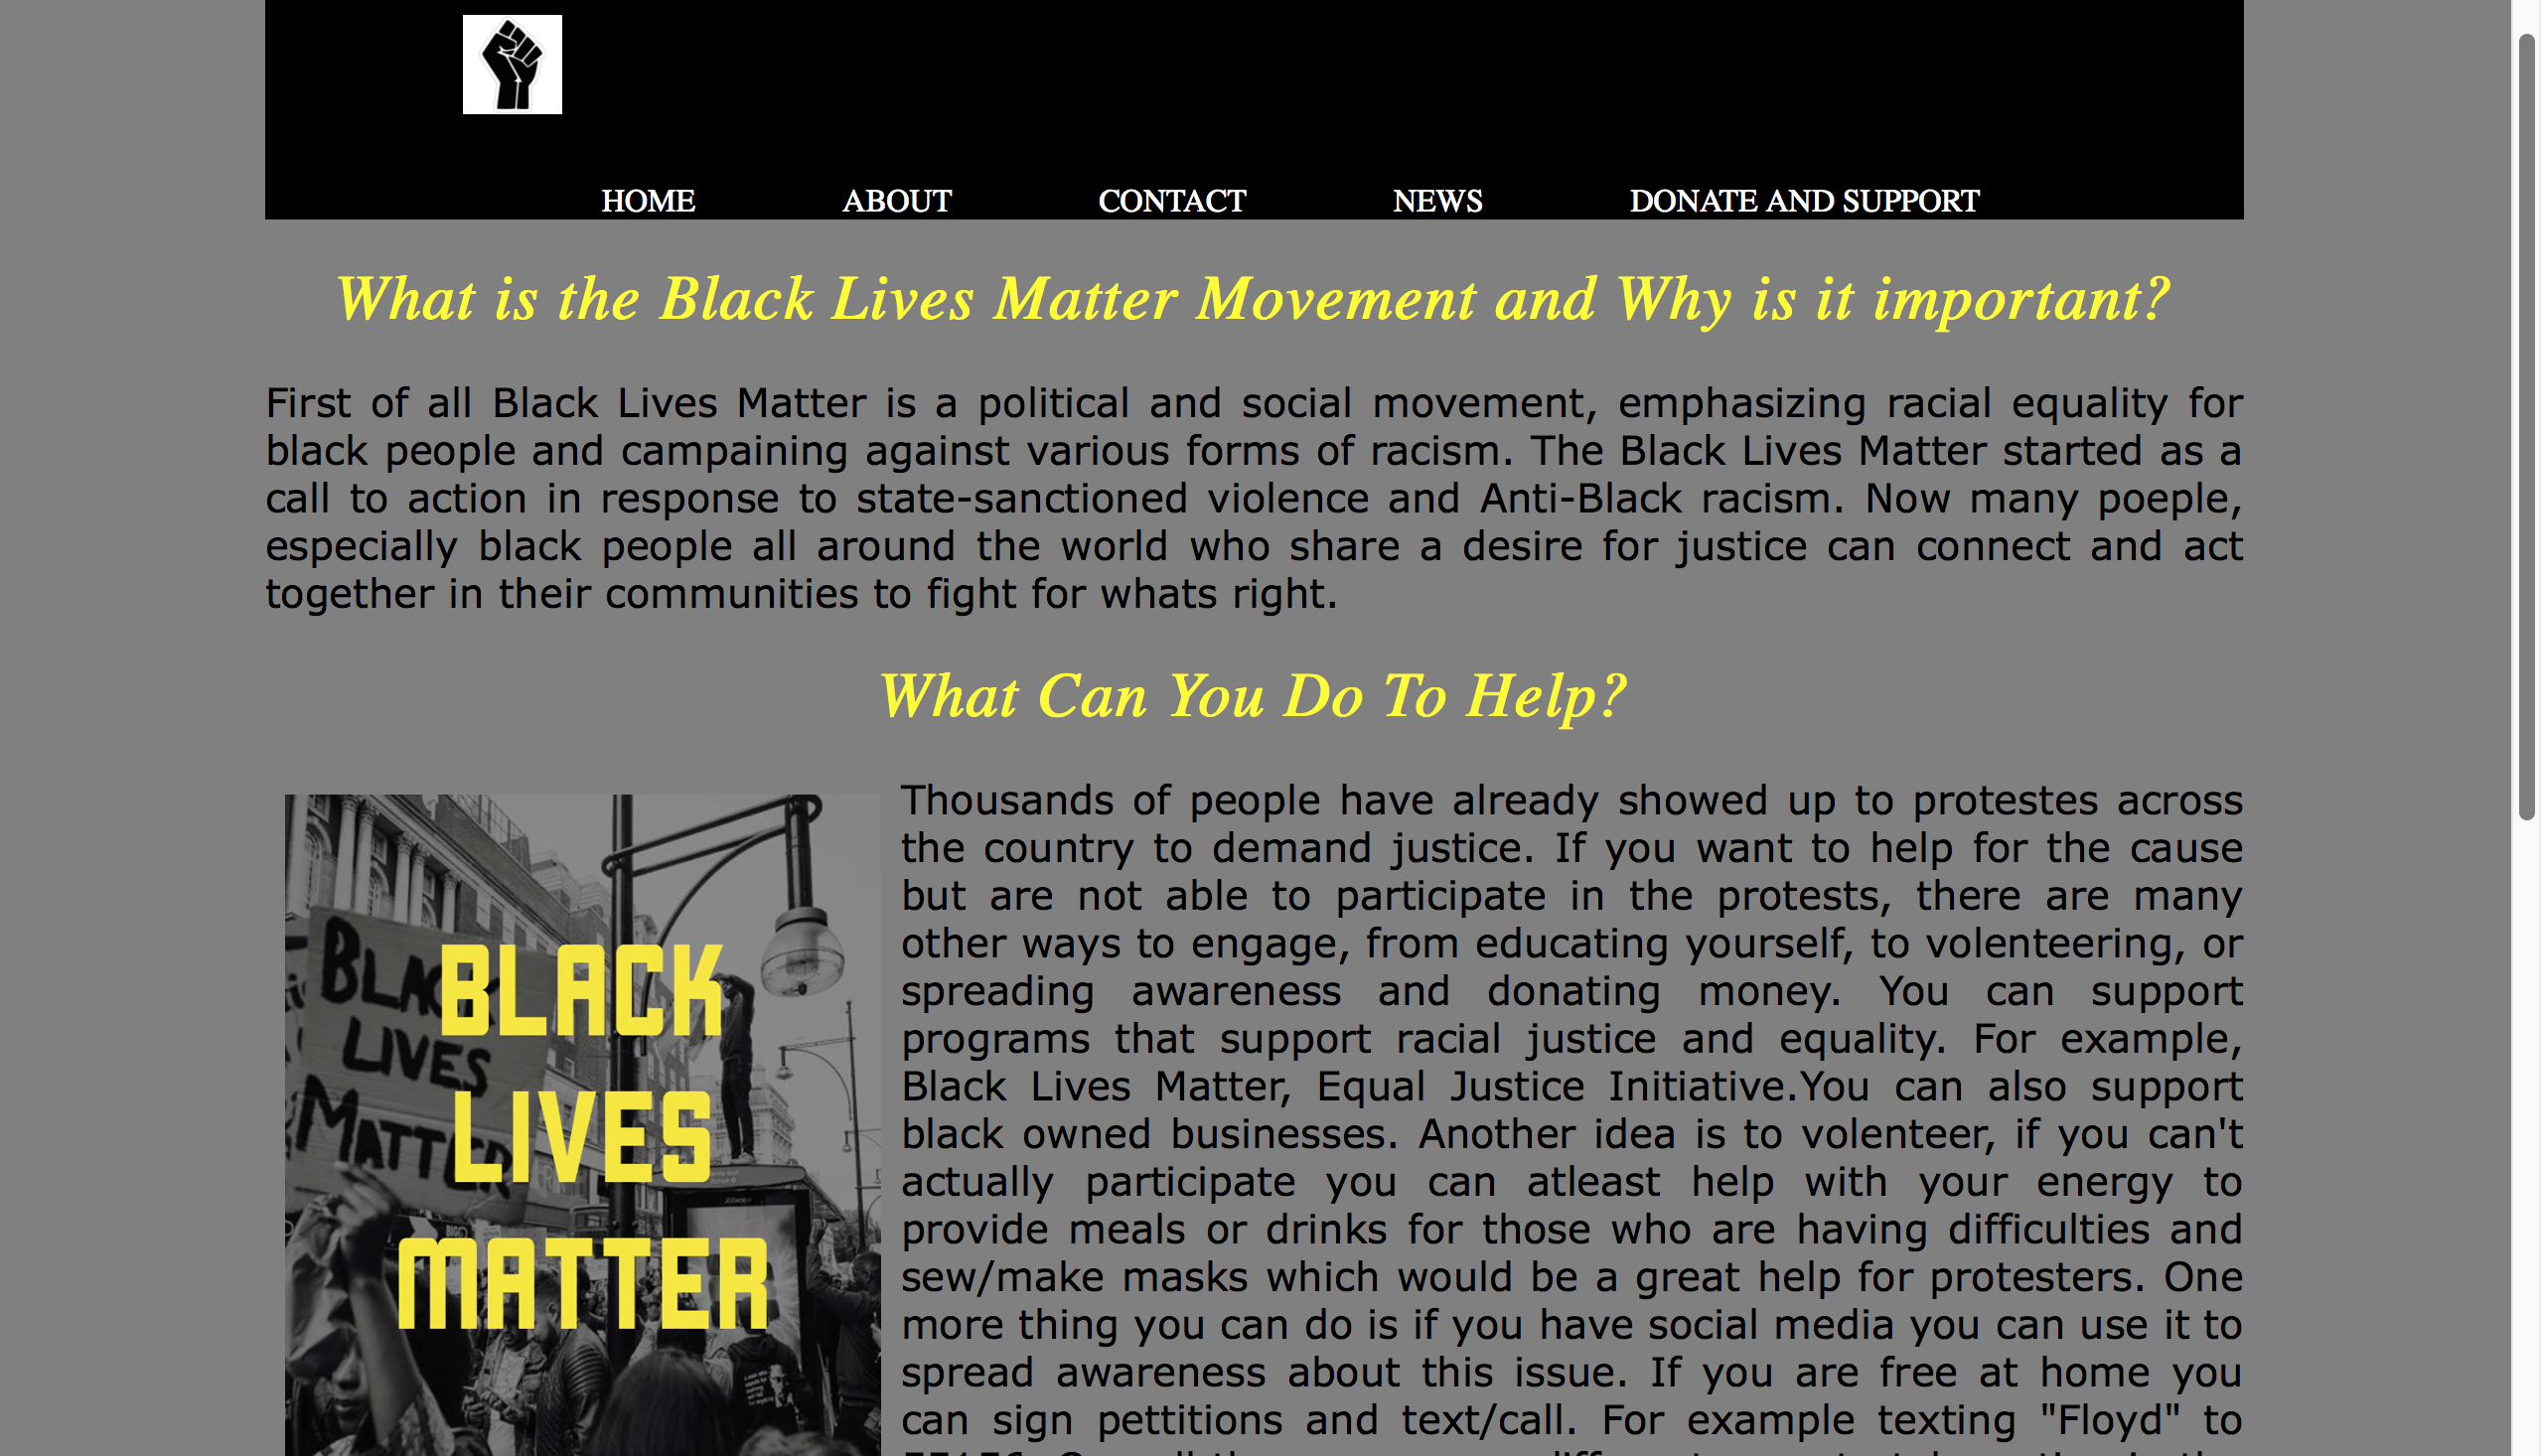 HOME ABOUT CONTACT NEWS DONATE AND SUPPORT
What is the Black Lives Matter Movement and Why is it important?
First of all Black Lives Matter is a political and social movement, emphasizing racial equality for
black people and campaining against various forms of racism. The Black Lives Matter started as a
call to action in response to state-sanctioned violence and Anti-Black racism. Now many poeple,
especially black people all around the world who share a desire for justice can connect and act
together in their communities to fight for whats right.
What Can You Do To Help?
Thousands of people have already showed up to protestes across
the country to demand justice. If you want to help for the cause
but are not able to participate in the protests, there are many
other ways to engage, from educating yourself, to volenteering, or
spreading awareness and donating money. You can support
programs that support racial justice and equality. For example,
Black Lives Matter, Equal Justice Initiative.You can also support
black owned businesses. Another idea is to volenteer, if you can't
actually participate you can atleast help with your energy to
provide meals or drinks for those who are having difficulties and
sew/make masks which would be a great help for protesters. One
more thing you can do is if you have social media you can use it to
spread awareness about this issue. If you are free at home you
can sign pettitions and text/call. For example texting "Floyd" to
BLACK
LIVES
MATTER
BLACK
LIVES
MATTER